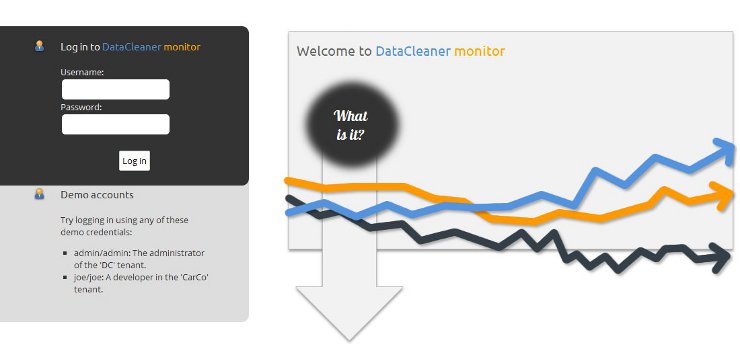 Log in to DataCleaner monitor
Username:
Password:
Log in
Demo accounts
Try logging in using any of these
demo credentials:
admin/admin: The administrator
of the 'DC' tenant.
joe/joe: A developer in the 'CarCo'
tenant.
Welcome to DataCleaner monitor
What
is it?